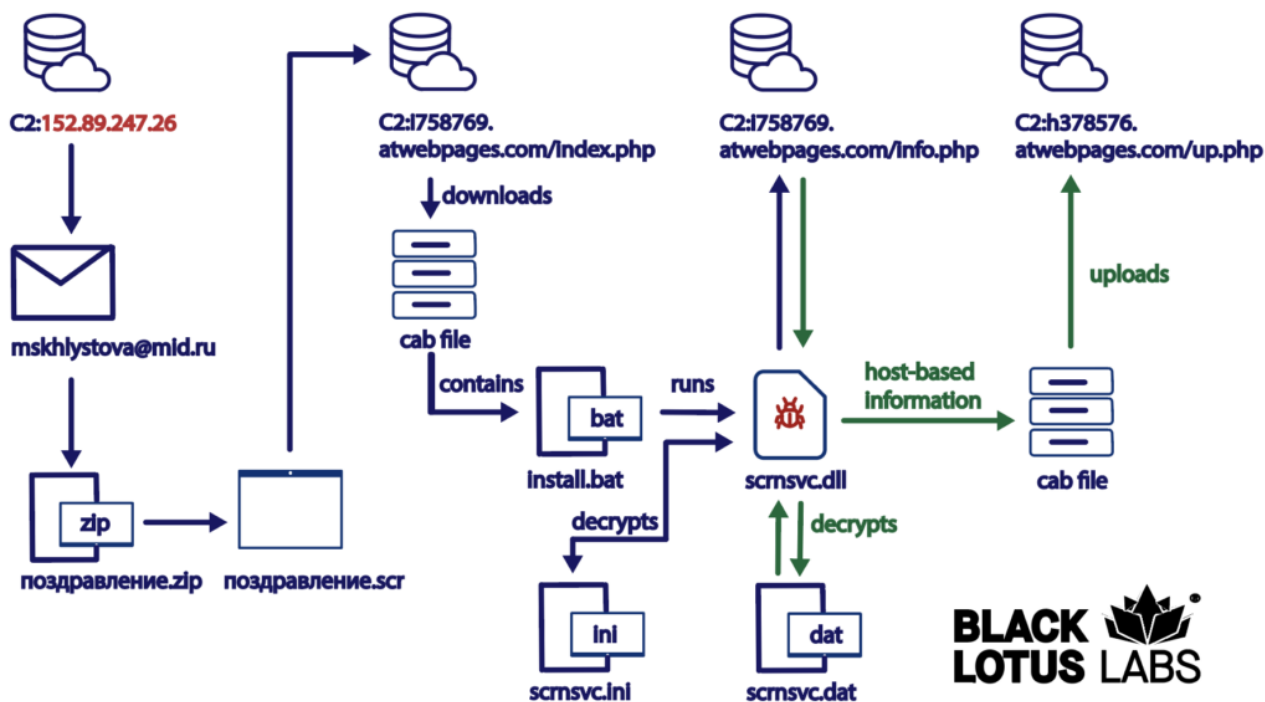 C2:152.89.247.26
C2:l758769.
atwebpages.com/index.php
C2:l758769.
atwebpages.com/info.php
C2:h378576.
atwebpages.com/up.php
downloads
uploads
mskhlystova@mid.ru
cab file
contains
bat
install.bat
runs
scrnsvc.dll
host-based
information
cab file
zip
поздравление.zip
поздравление.scr
decrypts
decrypts
ini
scrnsvc.ini
dat
scrnsvc.dat
BLACK
LOTUS LABS